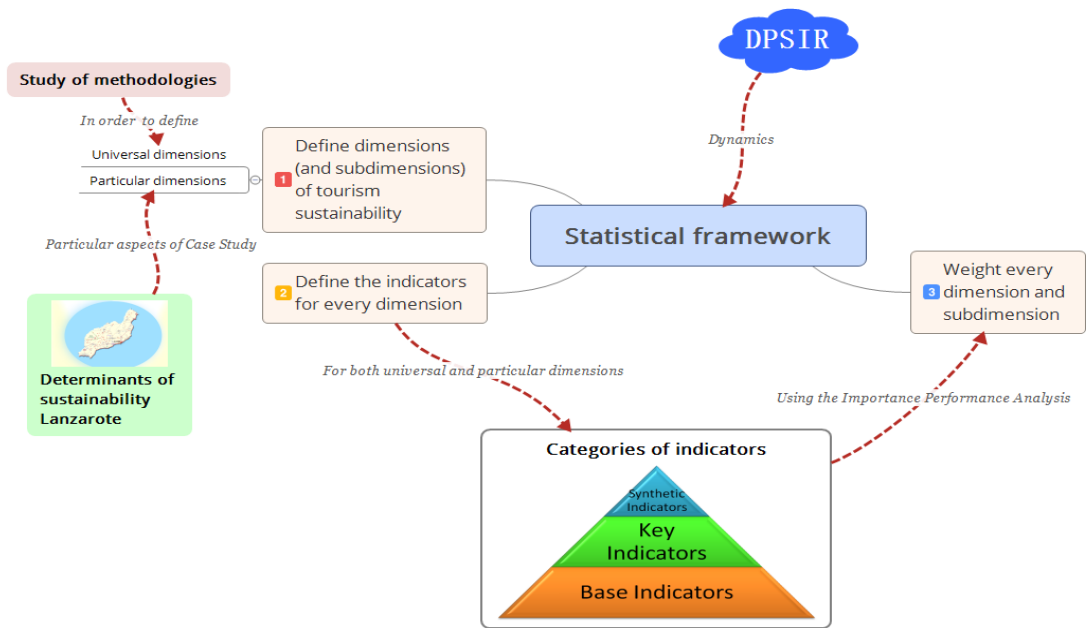 DPSIR
Study of methodologies
In order to define
Universal dimensions
Particular dimensions
1
Define dimensions
(and subdimensions)
of tourism
sustainability
Dynamics
Statistical framework
Particular aspects of Case Study
2
Define the indicators
for every dimension
3
Weight every
dimension and
subdimension
Determinants of
sustainability
Lanzarote
For both universal and particular dimensions
Using the Importance Performance Analysis
Categories of indicators
Synthetic
Indicators
Key
Indicators
Base Indicators